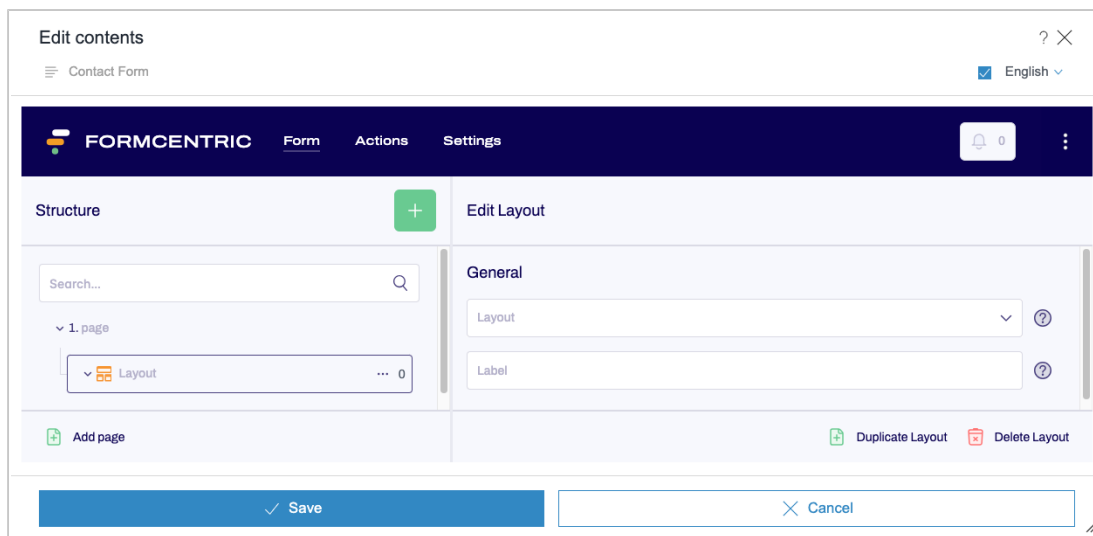 Edit contents
?
Contact Form
English
FORMCENTRIC Form Actions Settings 0
Structure
+
Edit Layout
Search...
General
Layout
?
1. page
Label
?
Layout ... 0
Add page
Duplicate Layout Delete Layout
Save
Cancel